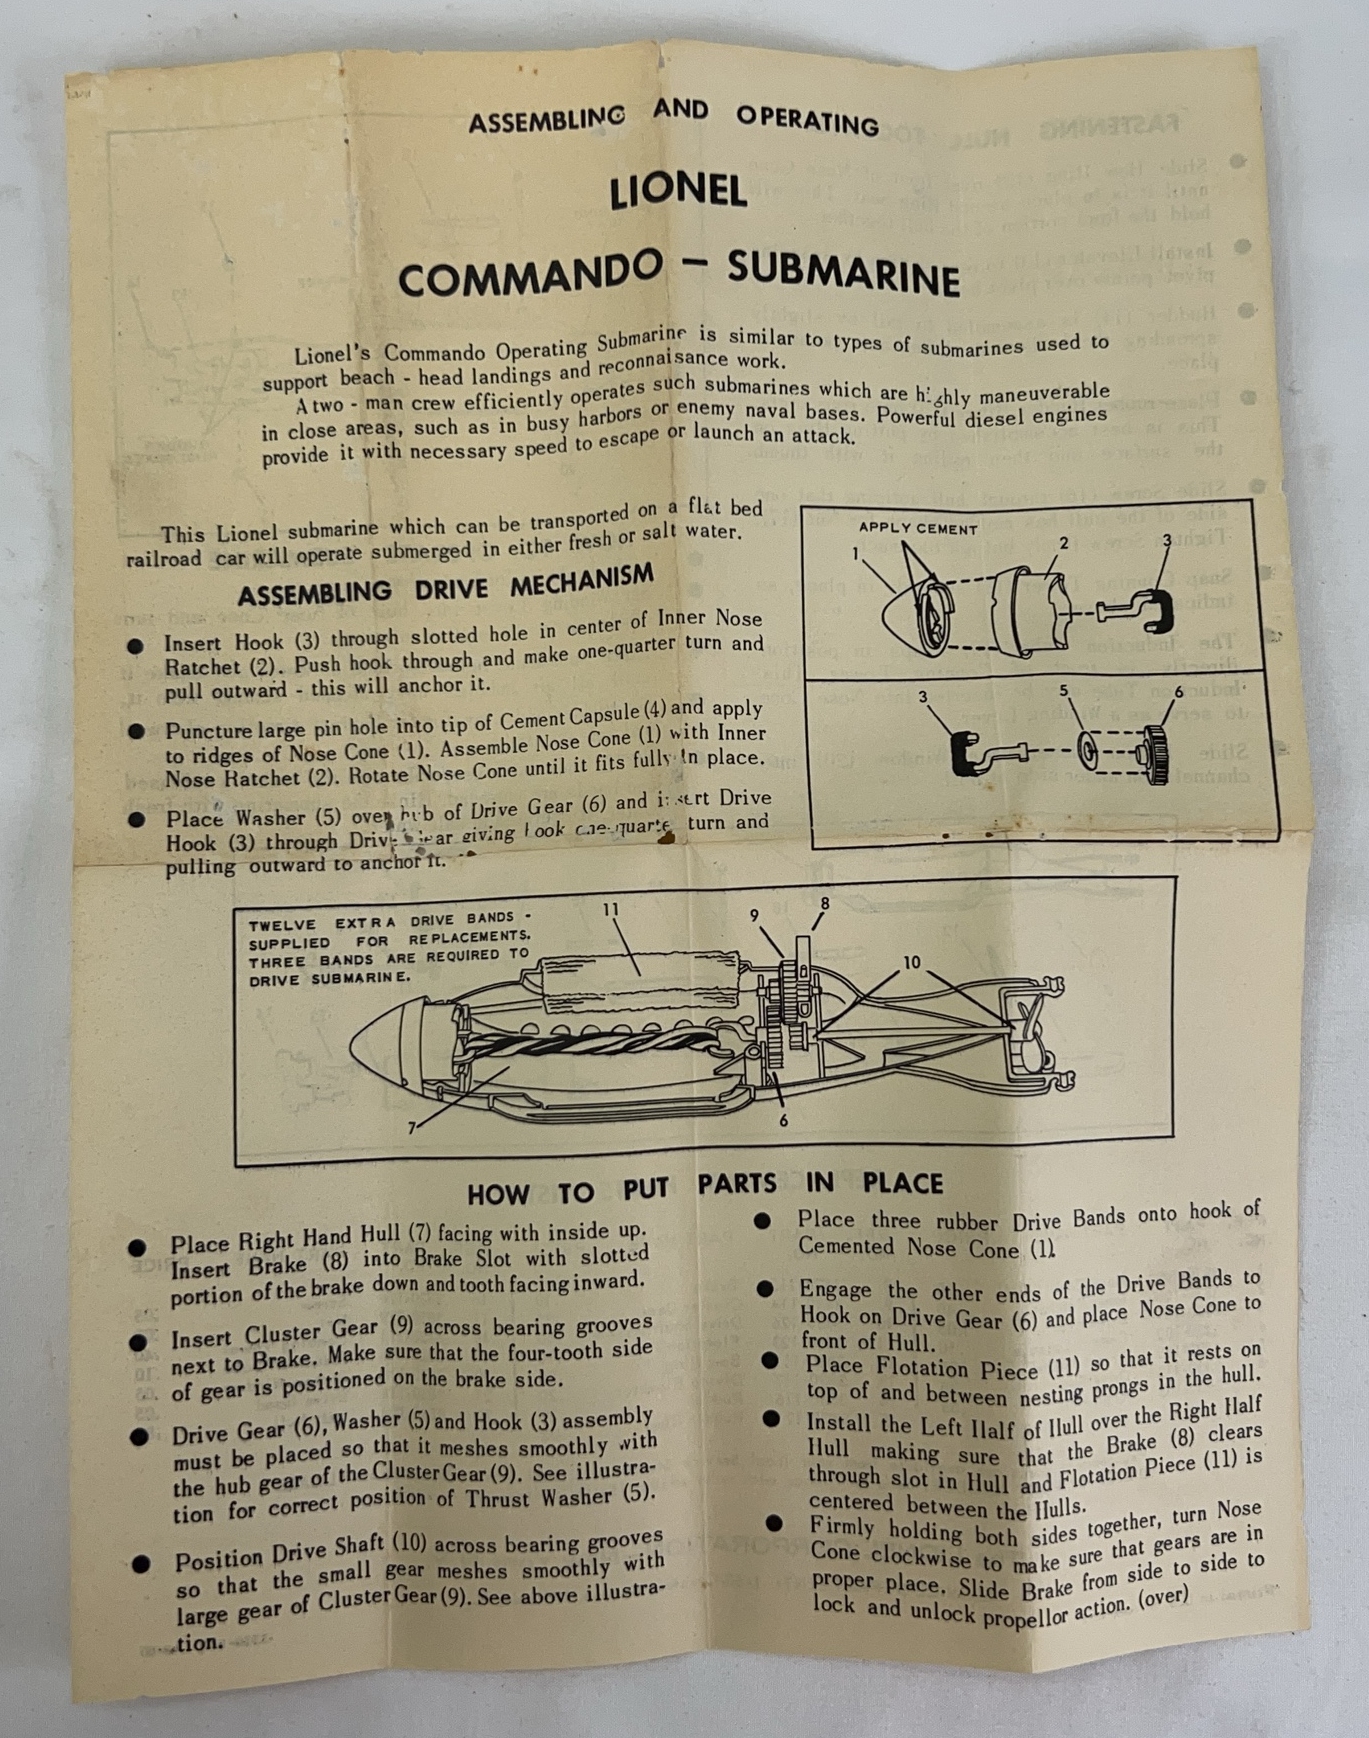 ASSEMBLING AND OPERATING
LIONEL
COMMANDO – SUBMARINE
Lionel's Commando Operating Submarine is similar to types of submarines used to
support beach - head landings and reconnaisance work.
A two - man crew efficiently operates such submarines which are highly maneuverable
in close areas, such as in busy harbors or enemy naval bases. Powerful diesel engines
provide it with necessary speed to escape or launch an attack.
This Lionel submarine which can be transported on a flat bed
railroad car will operate submerged in either fresh or salt water.
ASSEMBLING DRIVE MECHANISM
● Insert Hook (3) through slotted hole in center of Inner Nose
Ratchet (2). Push hook through and make one-quarter turn and
pull outward - this will anchor it.
● Puncture large pin hole into tip of Cement Capsule (4) and apply
to ridges of Nose Cone (1). Assemble Nose Cone (1) with Inner
Nose Ratchet (2). Rotate Nose Cone until it fits fully in place.
● Place Washer (5) over hub of Drive Gear (6) and insert Drive
Hook (3) through Drive Gear giving hook one-quarter turn and
pulling outward to anchor it.
APPLY CEMENT
1
2
3
3
5
6
TWELVE EXTRA DRIVE BANDS -
SUPPLIED FOR REPLACEMENTS.
THREE BANDS ARE REQUIRED TO
DRIVE SUBMARINE.
11
9
8
10
7
6
HOW TO PUT PARTS IN PLACE
● Place Right Hand Hull (7) facing with inside up.
Insert Brake (8) into Brake Slot with slotted
portion of the brake down and tooth facing inward.
● Insert Cluster Gear (9) across bearing grooves
next to Brake. Make sure that the four-tooth side
of gear is positioned on the brake side.
● Drive Gear (6), Washer (5) and Hook (3) assembly
must be placed so that it meshes smoothly with
the hub gear of the Cluster Gear (9). See illustra-
tion for correct position of Thrust Washer (5).
● Position Drive Shaft (10) across bearing grooves
so that the small gear meshes smoothly with
large gear of Cluster Gear (9). See above illustra-
tion.
● Place three rubber Drive Bands onto hook of
Cemented Nose Cone (1).
● Engage the other ends of the Drive Bands to
Hook on Drive Gear (6) and place Nose Cone to
front of Hull.
● Place Flotation Piece (11) so that it rests on
top of and between nesting prongs in the hull.
● Install the Left Half of Hull over the Right Half
Hull making sure that the Brake (8) clears
through slot in Hull and Flotation Piece (11) is
centered between the Hulls.
● Firmly holding both sides together, turn Nose
Cone clockwise to make sure that gears are in
proper place. Slide Brake from side to side to
lock and unlock propellor action. (over)